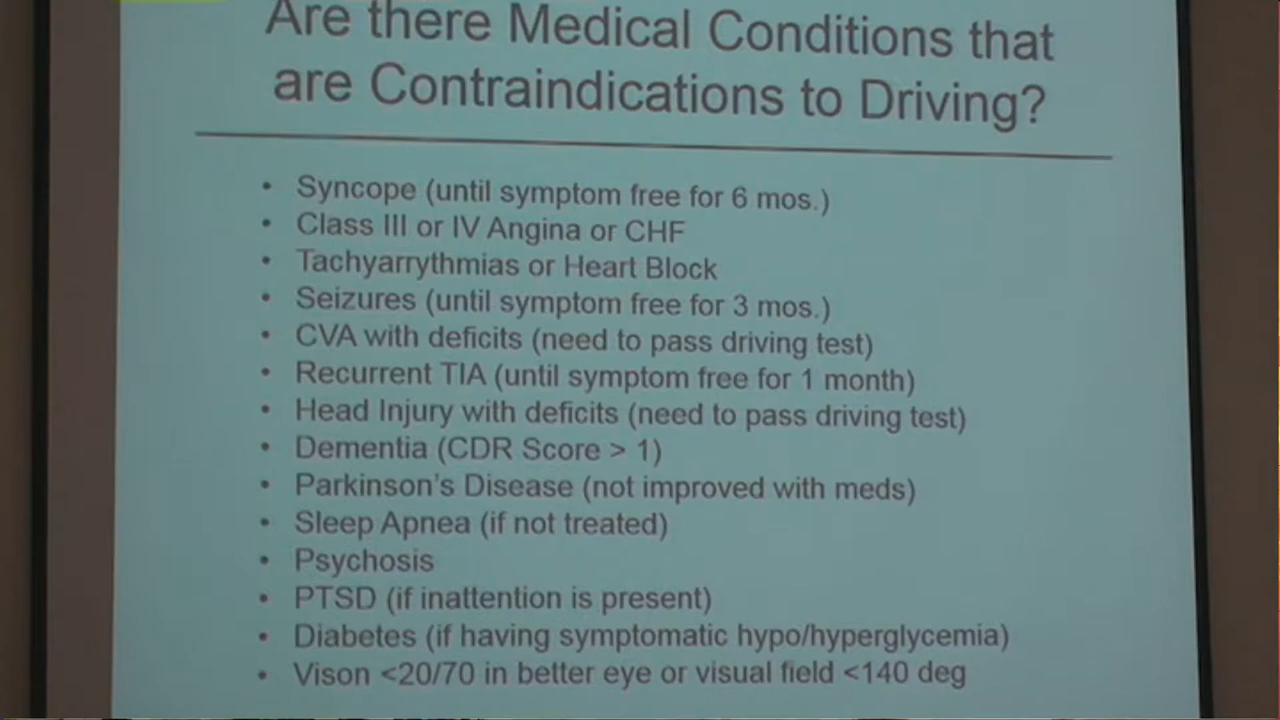 Are there Medical Conditions that
are Contraindications to Driving?
• Syncope (until symptom free for 6 mos.)
• Class III or IV Angina or CHF
• Tachyarrythmias or Heart Block
• Seizures (until symptom free for 3 mos.)
• CVA with deficits (need to pass driving test)
• Recurrent TIA (until symptom free for 1 month)
• Head Injury with deficits (need to pass driving test)
• Dementia (CDR Score > 1)
• Parkinson's Disease (not improved with meds)
• Sleep Apnea (if not treated)
• Psychosis
• PTSD (if inattention is present)
• Diabetes (if having symptomatic hypo/hyperglycemia)
• Vison <20/70 in better eye or visual field <140 deg